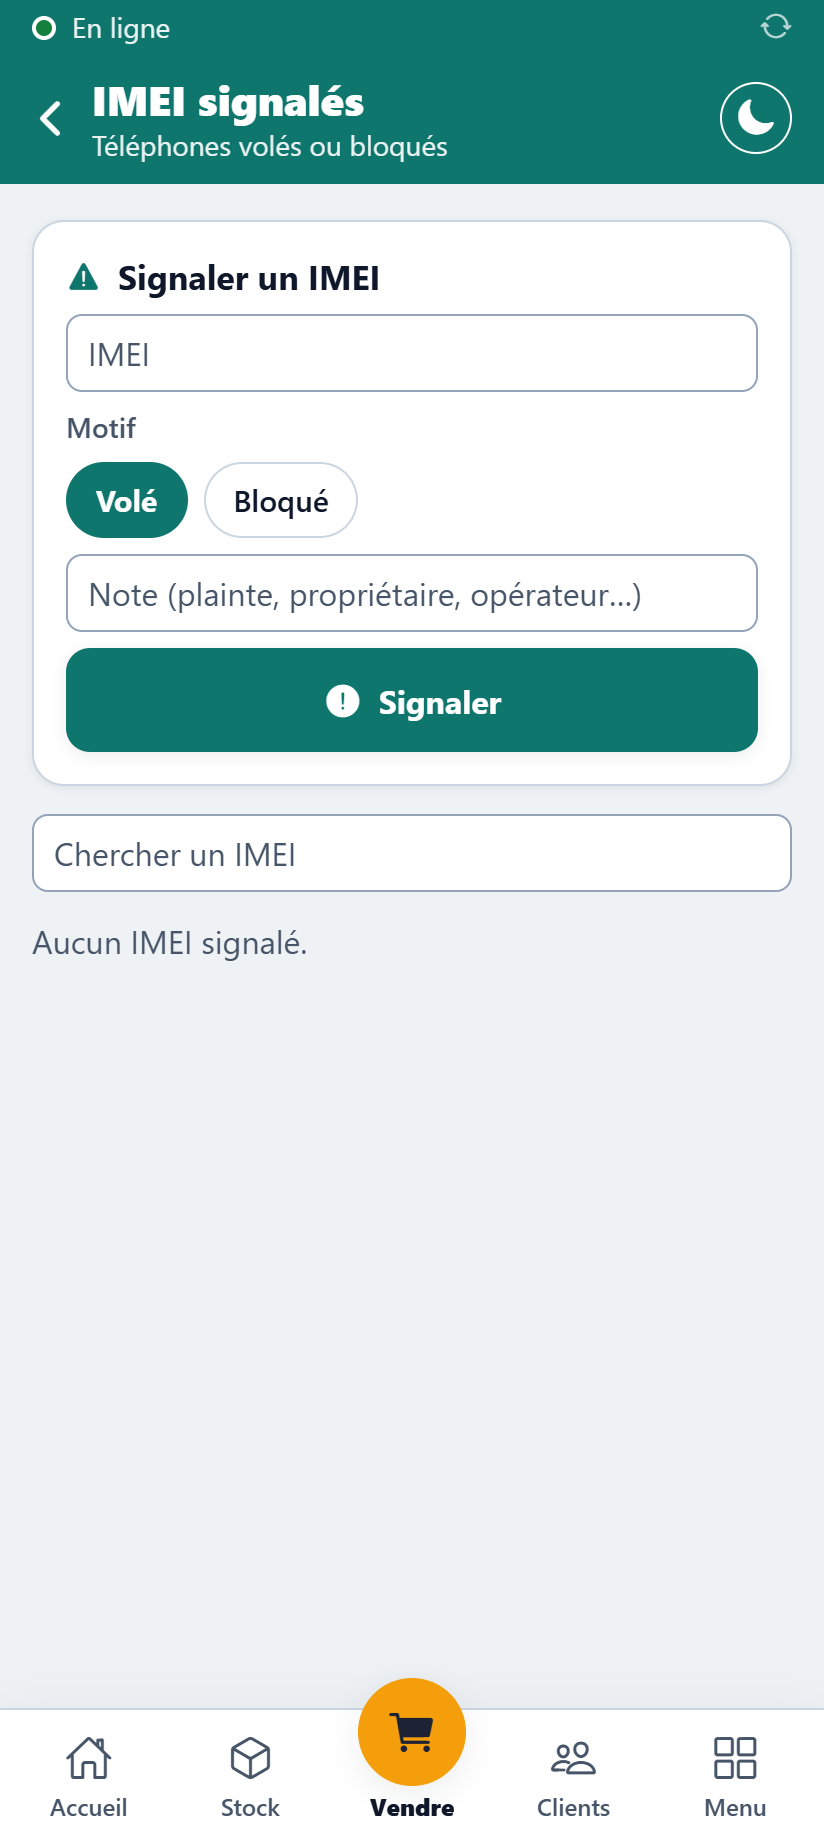 En ligne
IMEI signalés
Téléphones volés ou bloqués
Signaler un IMEI
IMEI
Motif
Volé
Bloqué
Note (plainte, propriétaire, opérateur...)
Signaler
Chercher un IMEI
Aucun IMEI signalé.
Accueil
Stock
Vendre
Clients
Menu